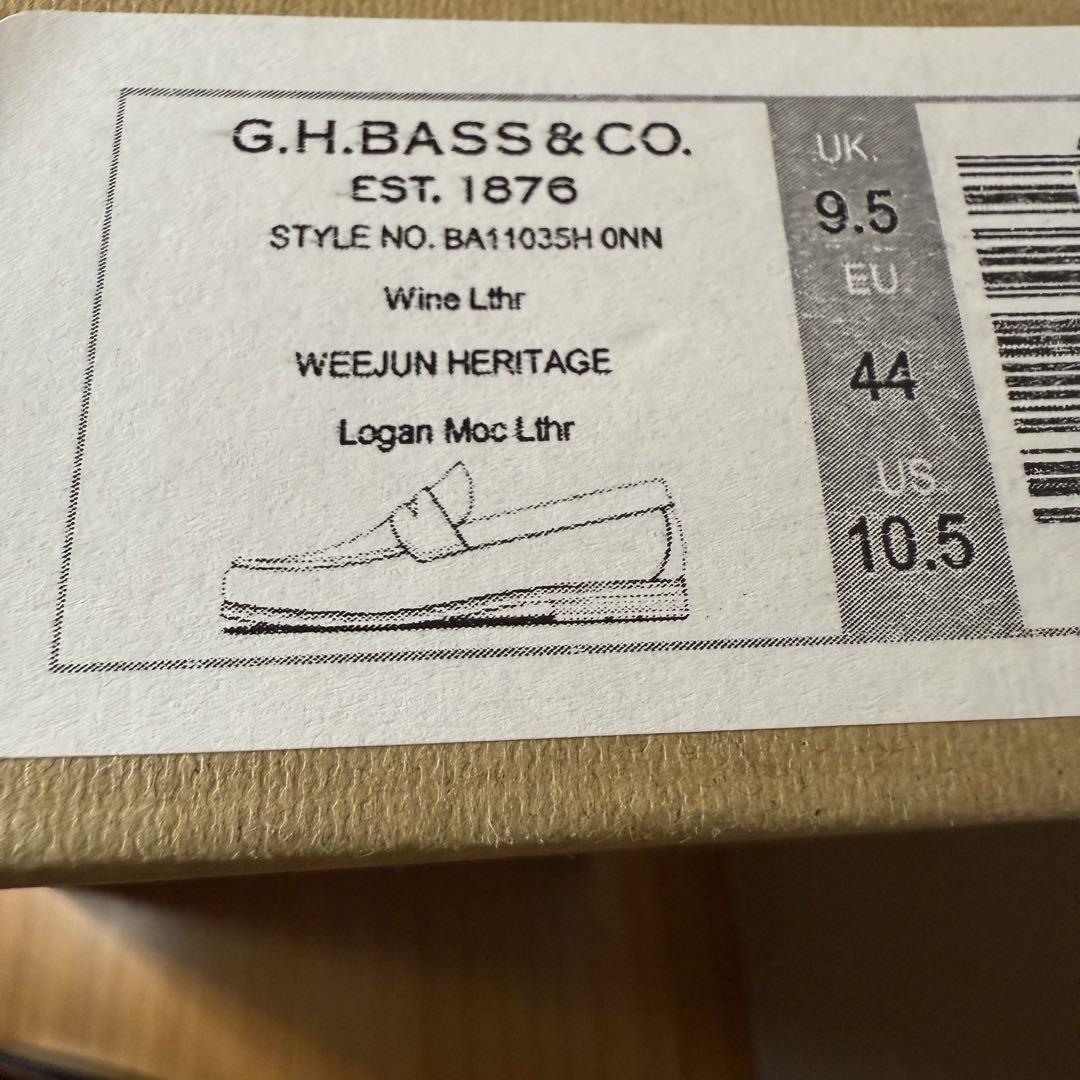 G.H.BASS & CO.
EST. 1876
STYLE NO. BA11035H 0NN
Wine Lthr
WEEJUN HERITAGE
Logan Moc Lthr
UK.
9.5
EU.
44
US.
10.5